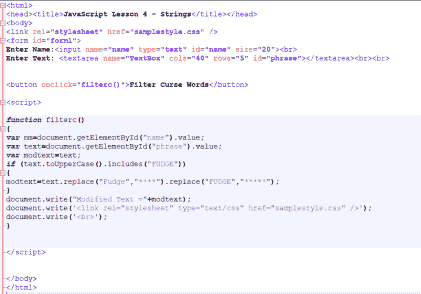 <html>
<head><title>JavaScript Lesson 4 - Strings</title></head>
<body>
<link rel="stylesheet" href="samplestyle.css" />
<form id="form1">
Enter Name:<input name="name" type="text" id="name" size="20"><br>
Enter Text: <textarea name="TextBox" cols="40" rows="5" id="phrase"></textarea><br><br>
<button onclick="filterc()">Filter Curse Words</button>
<script>
function filterc()
{
var nm=document.getElementById("name").value;
var text=document.getElementById("phrase").value;
var modtext=text;
if (text.toUpperCase().includes("FUDGE"))
{
modtext=text.replace("Fudge","****").replace("FUDGE","****");
}
document.write("Modified Text ="+modtext);
document.write('<link rel="stylesheet" type="text/css" href="samplestyle.css" />');
document.write('<br>');
}
</script>
</body>
</html>